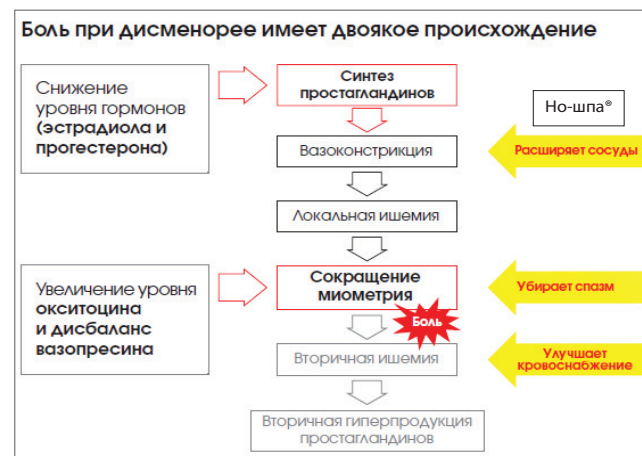 Боль при дисменорее имеет двоякое происхождение
Снижение
уровня гормонов
(эстрадиола и
прогестерона)
Синтез
простагландинов
Но-шпа®
Вазоконстрикция
Расширяет сосуды
Локальная ишемия
Увеличение уровня
окситоцина
и дисбаланс
вазопресина
Сокращение
миометрия
Убирает спазм
Боль
Вторичная ишемия
Улучшает
кровоснабжение
Вторичная гиперпродукция
простагландинов